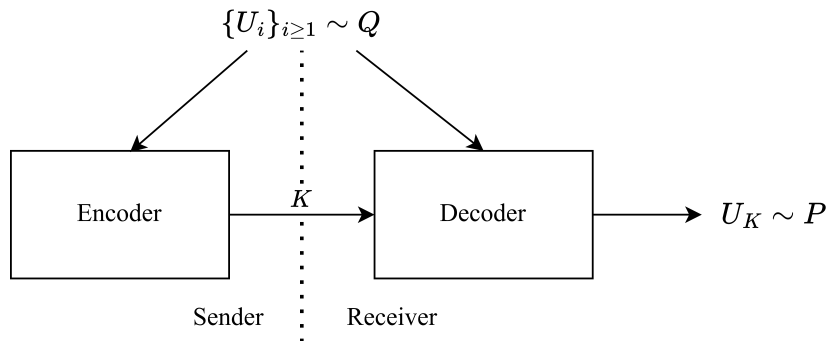 {U_i}_{i≥1} ∼ Q
Encoder
K
Decoder
U_K ∼ P
Sender
Receiver